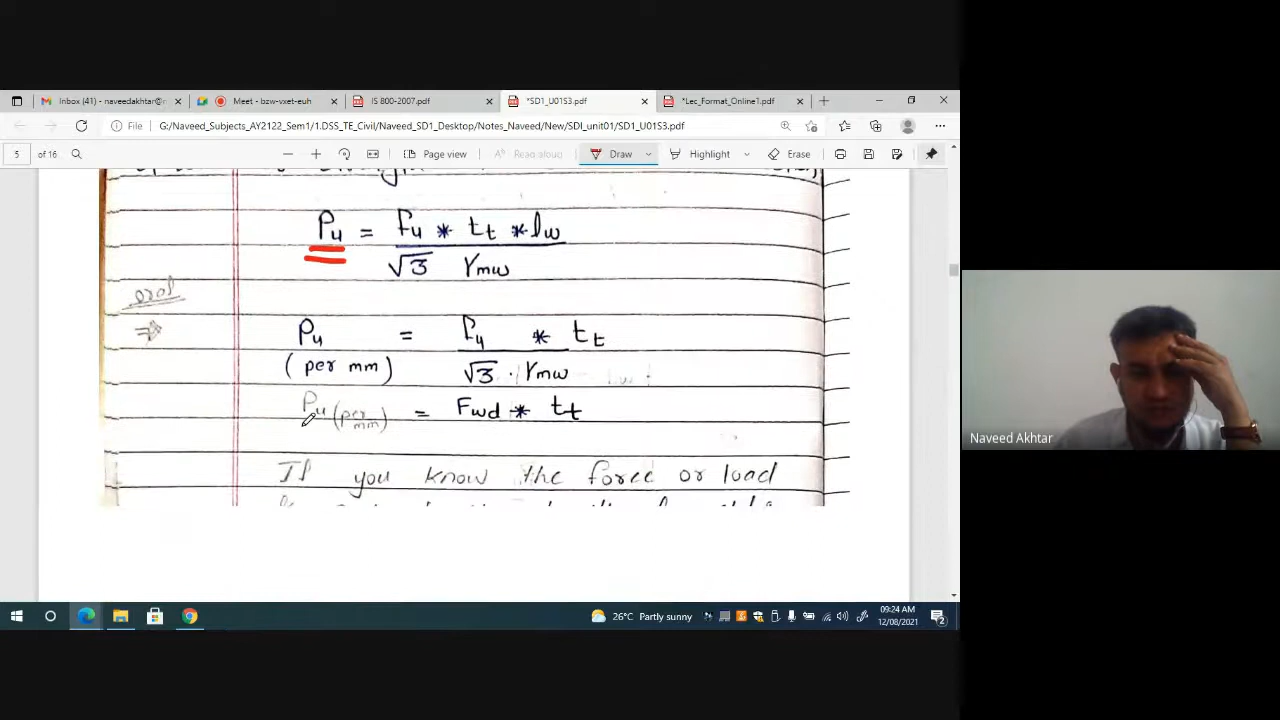 Inbox (41) - naveedakhtar@r
Meet - bzw-vxet-euh
IS 800-2007.pdf
*SD1_U01S3.pdf
*Lec_Format_Online1.pdf
File G:/Naveed_Subjects_AY2122_Sem1/1.DSS_TE_Civil/Naveed_SD1_Desktop/Notes_Naveed/New/SDI_unit01/SD1_U01S3.pdf
5 of 16 Page view Read aloud Draw Highlight Erase
Pu = fu * tt * lw
√3 γmw
oral
⇒ Pu = fu * tt
(per mm) √3 · γmw
Pu (per mm) = Fwd * tt
If you know the force or load
Naveed Akhtar
26°C Partly sunny
09:24 AM
12/08/2021
2